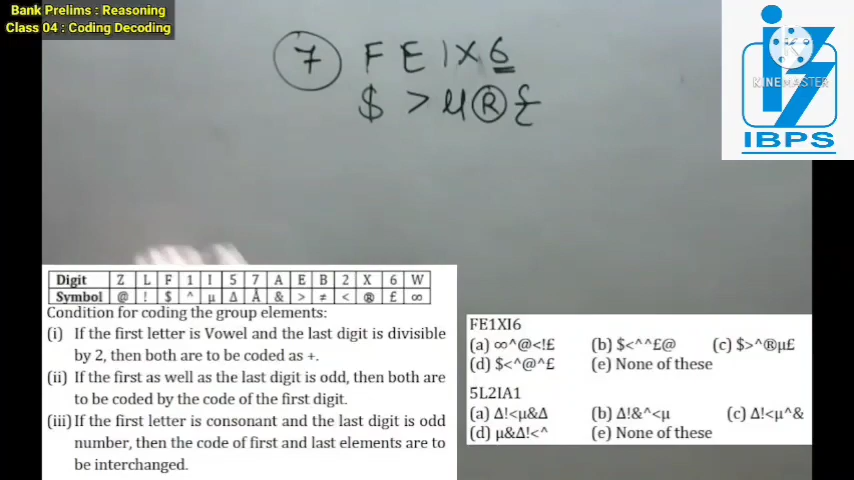 Bank Prelims : Reasoning
Class 04 : Coding Decoding
7 F E 1 X 6
$ > μ ® £
KINEMASTER
IBPS
Digit Z L F 1 I 5 7 A E B 2 X 6 W
Symbol @ ! $ ^ μ Δ Å & > ≠ < ® £ ∞
Condition for coding the group elements:
(i) If the first letter is Vowel and the last digit is divisible
by 2, then both are to be coded as +.
(ii) If the first as well as the last digit is odd, then both are
to be coded by the code of the first digit.
(iii) If the first letter is consonant and the last digit is odd
number, then the code of first and last elements are to
be interchanged.
FE1XI6
(a) ∞^@<!£ (b) $<^^£@ (c) $>^®μ£
(d) $<^@^£ (e) None of these
5L2IA1
(a) Δ!<μ&Δ (b) Δ!&^<μ (c) Δ!<μ^&
(d) μ&Δ!<^ (e) None of these